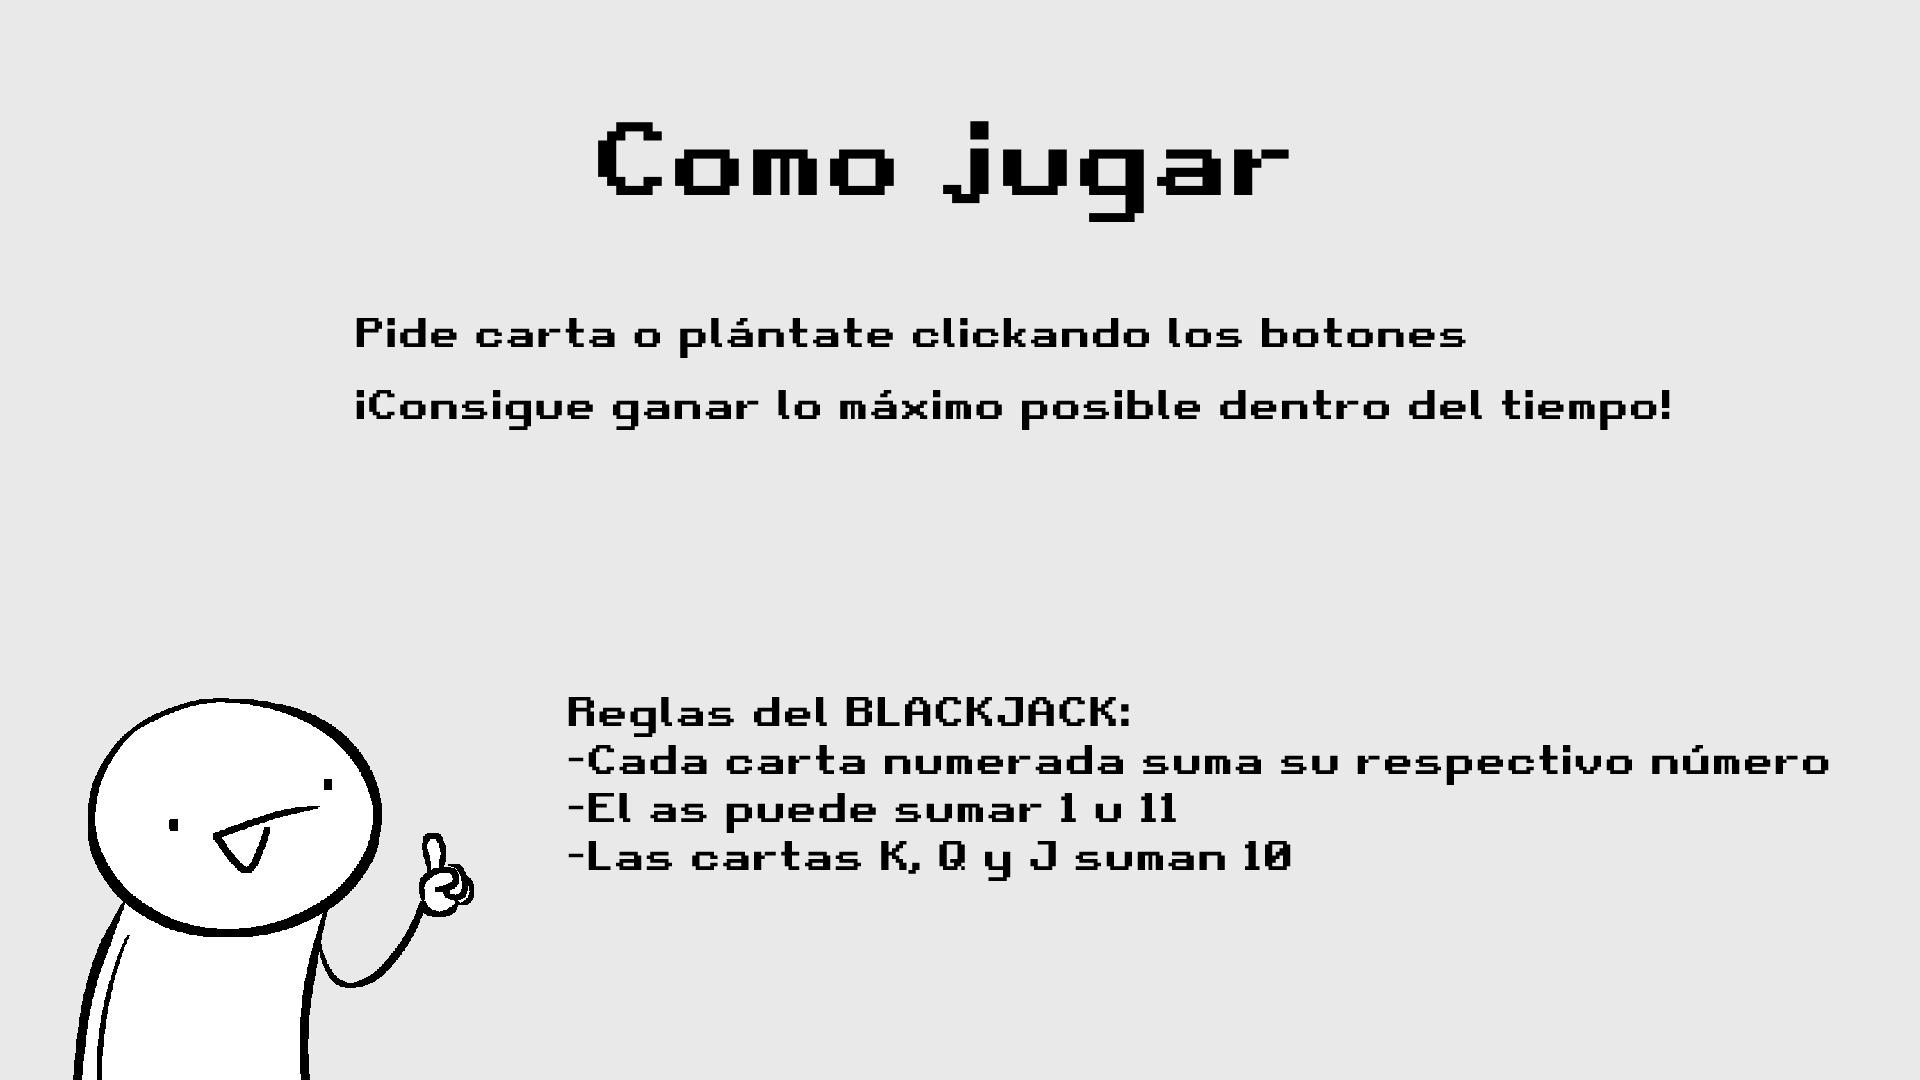 Como jugar
Pide carta o plántate clickando los botones
¡Consigue ganar lo máximo posible dentro del tiempo!
Reglas del BLACKJACK:
-Cada carta numerada suma su respectivo número
-El as puede sumar 1 u 11
-Las cartas K, Q y J suman 10